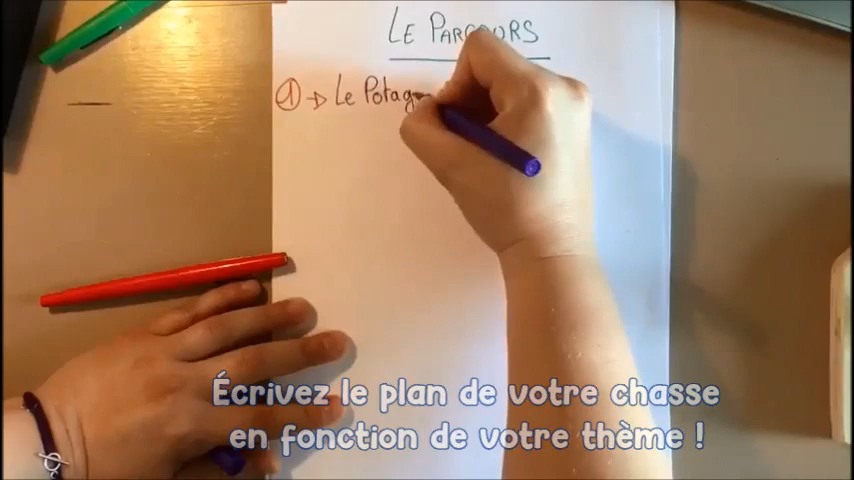 LE PARCOURS
① → Le Potag
Écrivez le plan de votre chasse
en fonction de votre thème !